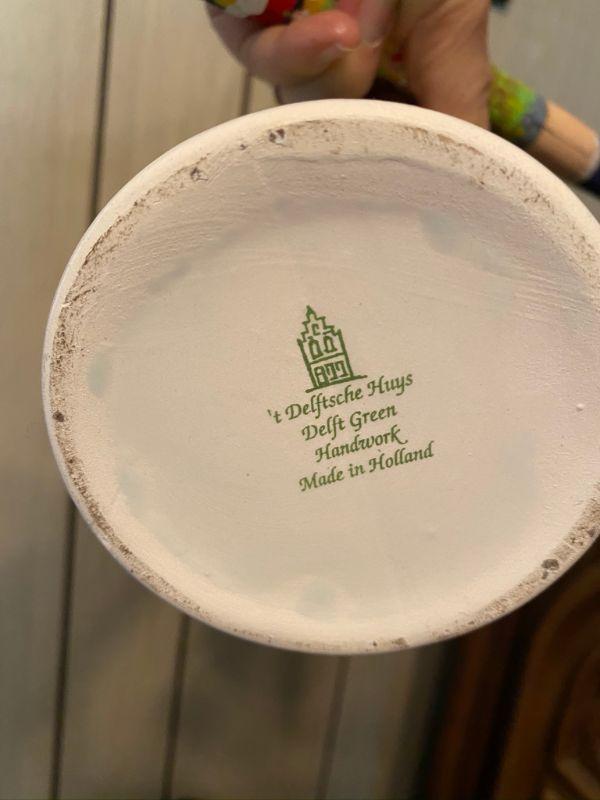 't Delftsche Huys
Delft Green
Handwork
Made in Holland